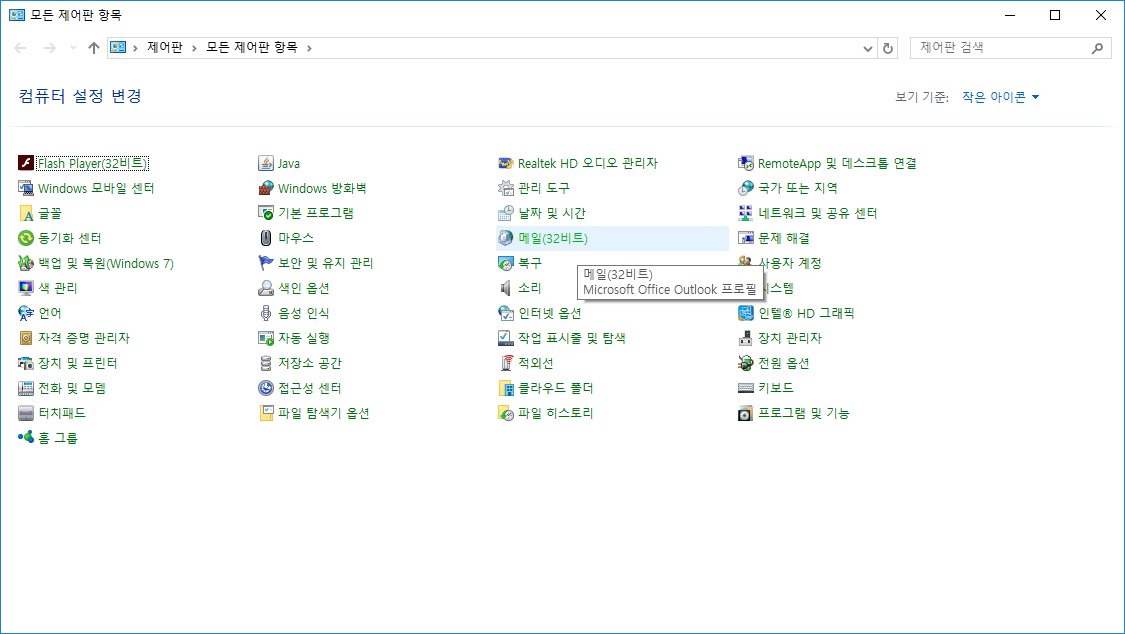 모든 제어판 항목
제어판 모든 제어판 항목
제어판 검색
컴퓨터 설정 변경
보기 기준: 작은 아이콘
Flash Player(32비트) Java Realtek HD 오디오 관리자 RemoteApp 및 데스크톱 연결
Windows 모바일 센터 Windows 방화벽 관리 도구 국가 또는 지역
글꼴 기본 프로그램 날짜 및 시간 네트워크 및 공유 센터
동기화 센터 마우스 메일(32비트) 문제 해결
백업 및 복원(Windows 7) 보안 및 유지 관리 복구 사용자 계정
메일(32비트)
Microsoft Office Outlook 프로필
색 관리 색인 옵션 소리 시스템
언어 음성 인식 인터넷 옵션 인텔® HD 그래픽
자격 증명 관리자 자동 실행 작업 표시줄 및 탐색 장치 관리자
장치 및 프린터 저장소 공간 적외선 전원 옵션
전화 및 모뎀 접근성 센터 클라우드 폴더 키보드
터치패드 파일 탐색기 옵션 파일 히스토리 프로그램 및 기능
홈 그룹